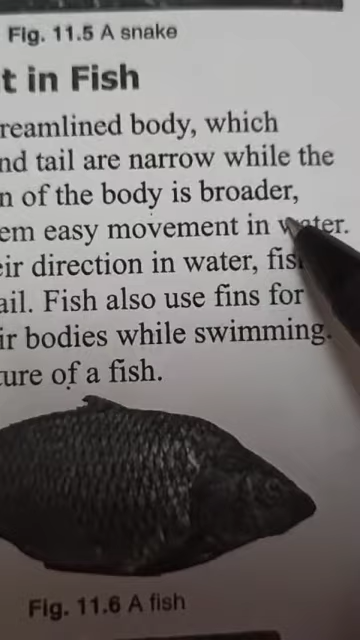 Fig. 11.5 A snake
t in Fish
reamlined body, which
nd tail are narrow while the
n of the body is broader,
em easy movement in water.
eir direction in water, fis
ail. Fish also use fins for
ir bodies while swimming.
ure of a fish.
Fig. 11.6 A fish